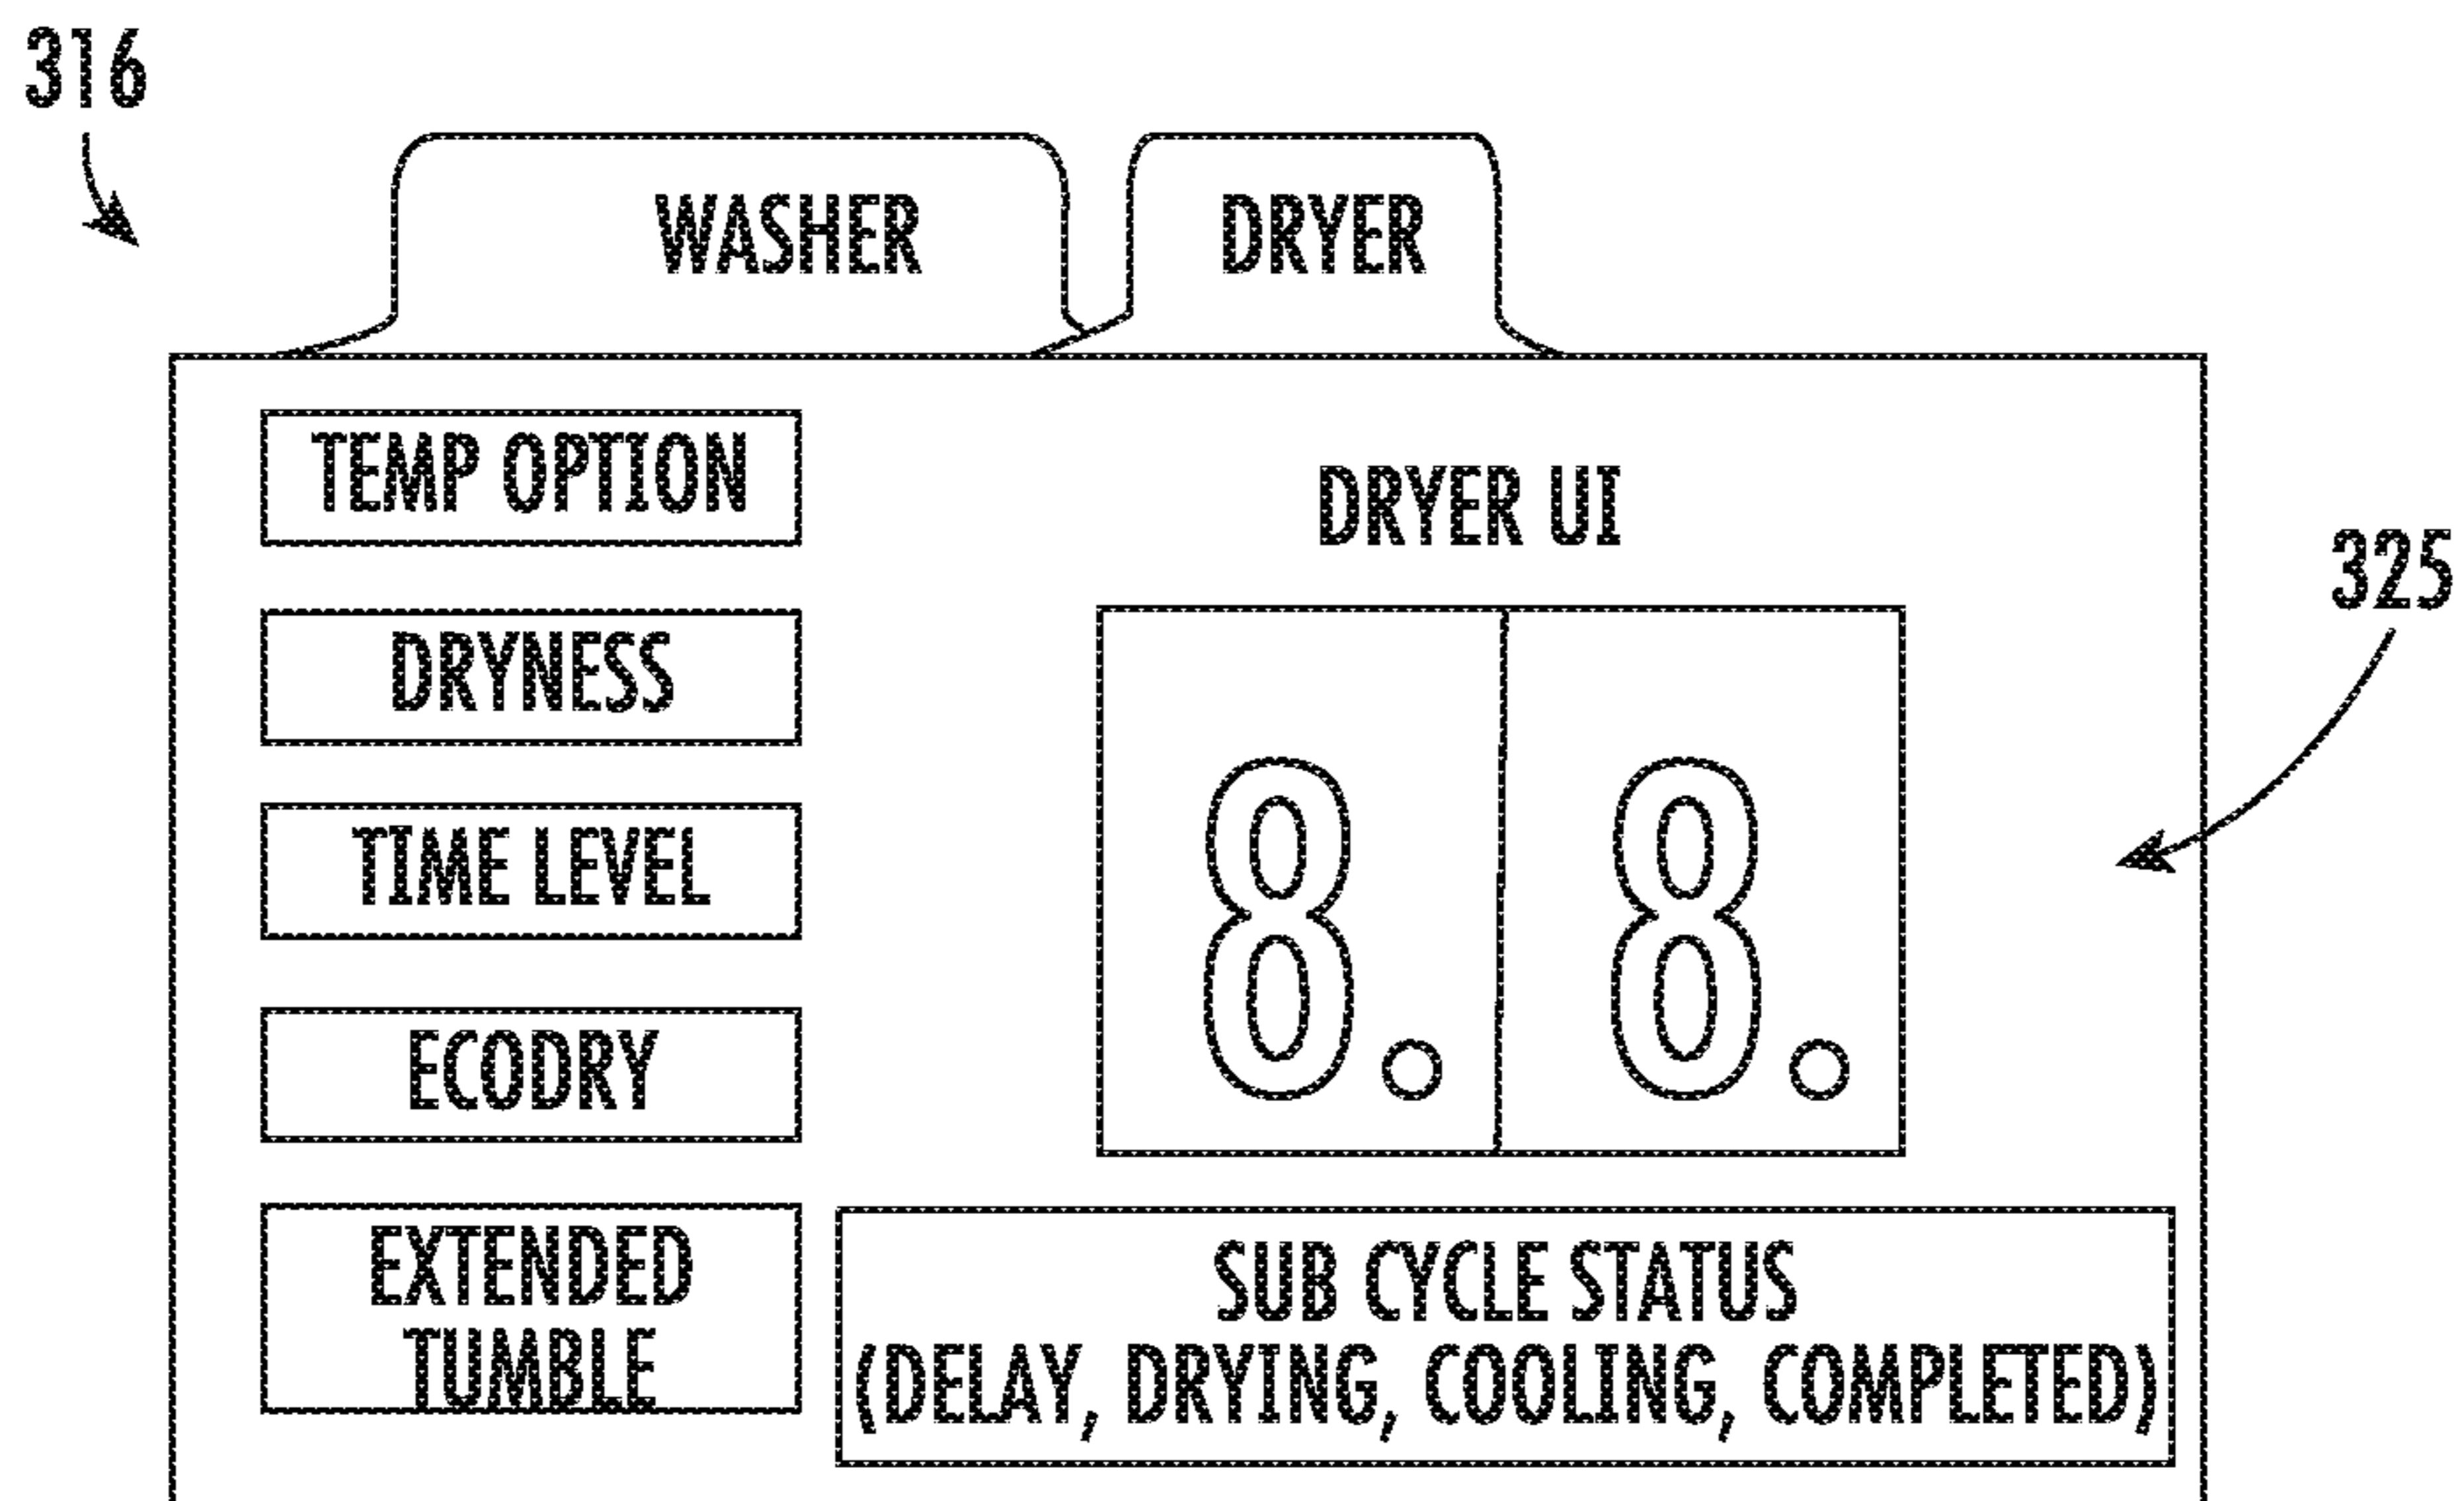 316
WASHER
DRYER
TEMP OPTION
DRYER UI
325
DRYNESS
TIME LEVEL
8. 8.
ECODRY
EXTENDED
TUMBLE
SUB CYCLE STATUS
(DELAY, DRYING, COOLING, COMPLETED)